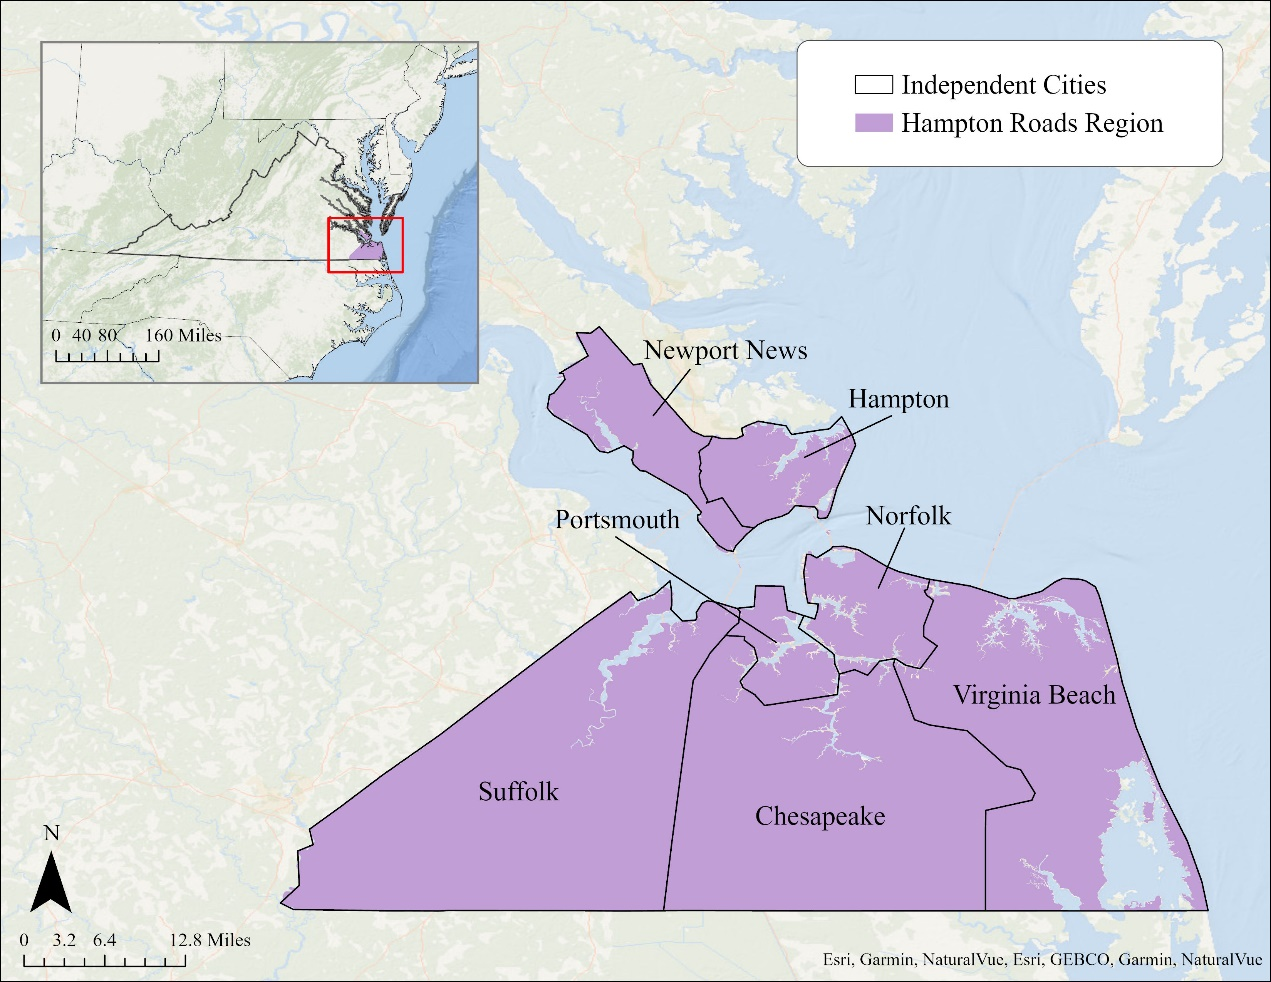 Independent Cities
Hampton Roads Region
0 40 80 160 Miles
Newport News
Hampton
Portsmouth
Norfolk
Virginia Beach
Suffolk
Chesapeake
N
0 3.2 6.4 12.8 Miles
Esri, Garmin, NaturalVue, Esri, GEBCO, Garmin, NaturalVue